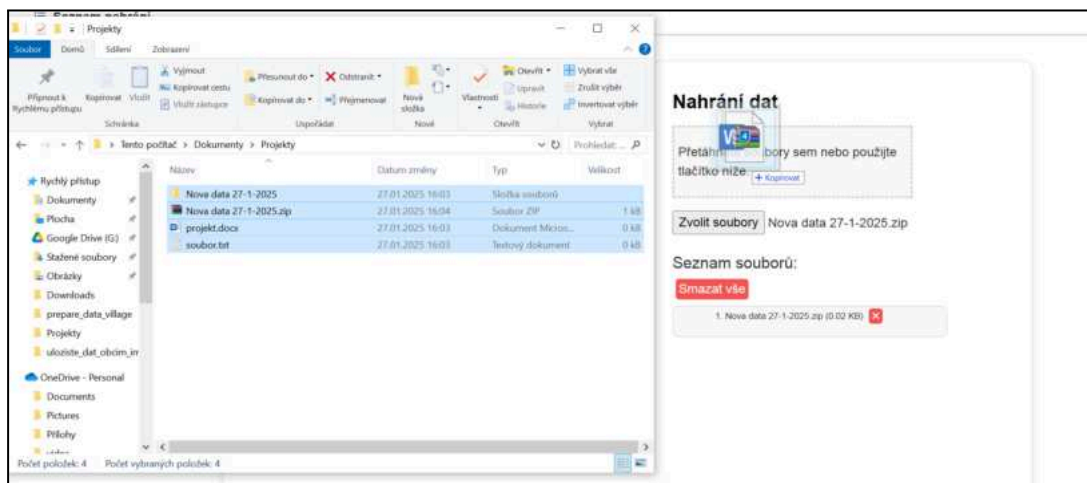 Seznam nahrání
Projekty
Soubor Domů Sdílení Zobrazení
Připnout k Rychlému přístupu
Kopírovat
Vložit
Vyjmout
Kopírovat cestu
Vložit zástupce
Schránka
Přesunout do
Kopírovat do
Odstranit
Přejmenovat
Uspořádat
Nová složka
Nové
Vlastnosti
Otevřít
Upravit
Historie
Otevřít
Vybrat vše
Zrušit výběr
Invertovat výběr
Vybrat
Tento počítač > Dokumenty > Projekty
Prohledat: ...
Název Datum změny Typ Velikost
Nova data 27-1-2025 27.01.2025 16:03 Složka souborů
Nova data 27-1-2025.zip 27.01.2025 16:04 Soubor ZIP 1 kB
projekt.docx 27.01.2025 16:03 Dokument Micros... 0 kB
soubor.txt 27.01.2025 16:03 Textový dokument 0 kB
Rychlý přístup
Dokumenty
Plocha
Google Drive (G:)
Stažené soubory
Obrázky
Downloads
prepare_data_village
Projekty
uloziste_dat_obcim_in
OneDrive - Personal
Documents
Pictures
Přílohy
Počet položek: 4 Počet vybraných položek: 4
Nahrání dat
4
soubory sem nebo použijte
tlačítko níže
+ Kopírovat
Zvolit soubory Nova data 27-1-2025.zip
Seznam souborů:
Smazat vše
1. Nova data 27-1-2025.zip (0.02 KB)